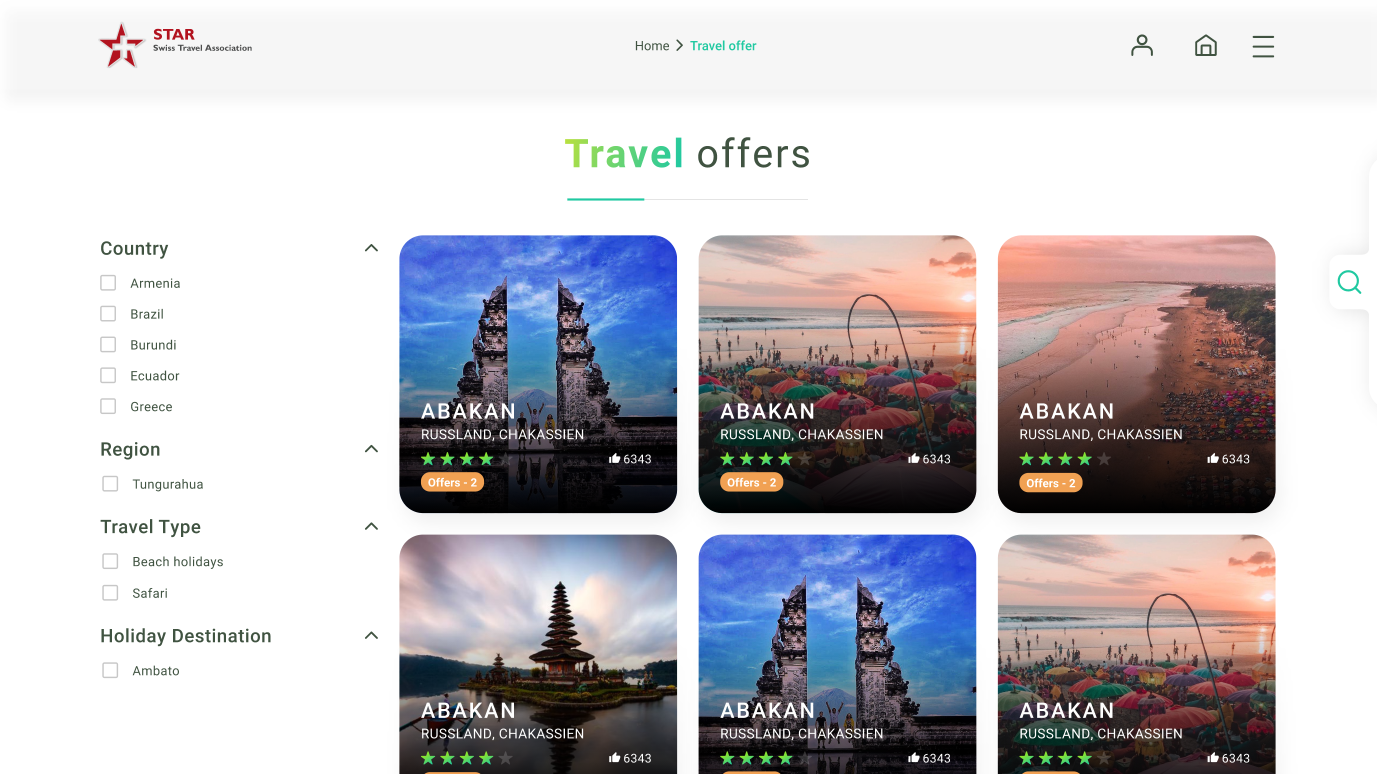 STAR
Swiss Travel Association
Home > Travel offer
Travel offers
Country
Armenia
Brazil
Burundi
Ecuador
Greece
Region
Tungurahua
Travel Type
Beach holidays
Safari
Holiday Destination
Ambato
ABAKAN
RUSSLAND, CHAKASSIEN
6343
Offers - 2
ABAKAN
RUSSLAND, CHAKASSIEN
6343
Offers - 2
ABAKAN
RUSSLAND, CHAKASSIEN
6343
Offers - 2
ABAKAN
RUSSLAND, CHAKASSIEN
6343
ABAKAN
RUSSLAND, CHAKASSIEN
6343
ABAKAN
RUSSLAND, CHAKASSIEN
6343